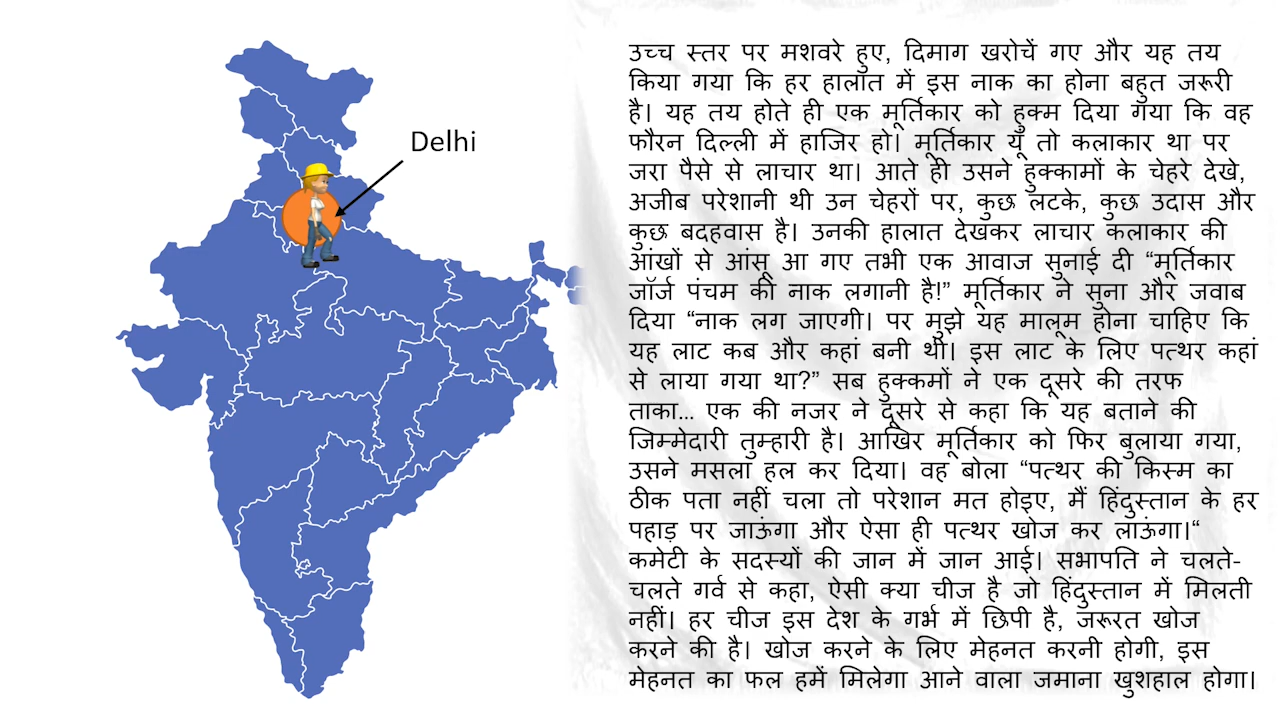 Delhi
उच्च स्तर पर मशवरे हुए, दिमाग खरोचें गए और यह तय
किया गया कि हर हालात में इस नाक का होना बहुत जरूरी
है। यह तय होते ही एक मूर्तिकार को हुक्म दिया गया कि वह
फौरन दिल्ली में हाजिर हो। मूर्तिकार यूं तो कलाकार था पर
जरा पैसे से लाचार था। आते ही उसने हुक्कामों के चेहरे देखे,
अजीब परेशानी थी उन चेहरों पर, कुछ लटके, कुछ उदास और
कुछ बदहवास है। उनकी हालात देखकर लाचार कलाकार की
आंखों से आंसू आ गए तभी एक आवाज सुनाई दी “मूर्तिकार
जॉर्ज पंचम की नाक लगानी है!” मूर्तिकार ने सुना और जवाब
दिया “नाक लग जाएगी। पर मुझे यह मालूम होना चाहिए कि
यह लाट कब और कहां बनी थी। इस लाट के लिए पत्थर कहां
से लाया गया था?” सब हुक्कमों ने एक दूसरे की तरफ
ताका... एक की नजर ने दूसरे से कहा कि यह बताने की
जिम्मेदारी तुम्हारी है। आखिर मूर्तिकार को फिर बुलाया गया,
उसने मसला हल कर दिया। वह बोला “पत्थर की किस्म का
ठीक पता नहीं चला तो परेशान मत होइए, मैं हिंदुस्तान के हर
पहाड़ पर जाऊंगा और ऐसा ही पत्थर खोज कर लाऊंगा।“
कमेटी के सदस्यों की जान में जान आई। सभापति ने चलते-
चलते गर्व से कहा, ऐसी क्या चीज है जो हिंदुस्तान में मिलती
नहीं। हर चीज इस देश के गर्भ में छिपी है, जरूरत खोज
करने की है। खोज करने के लिए मेहनत करनी होगी, इस
मेहनत का फल हमें मिलेगा आने वाला जमाना खुशहाल होगा।